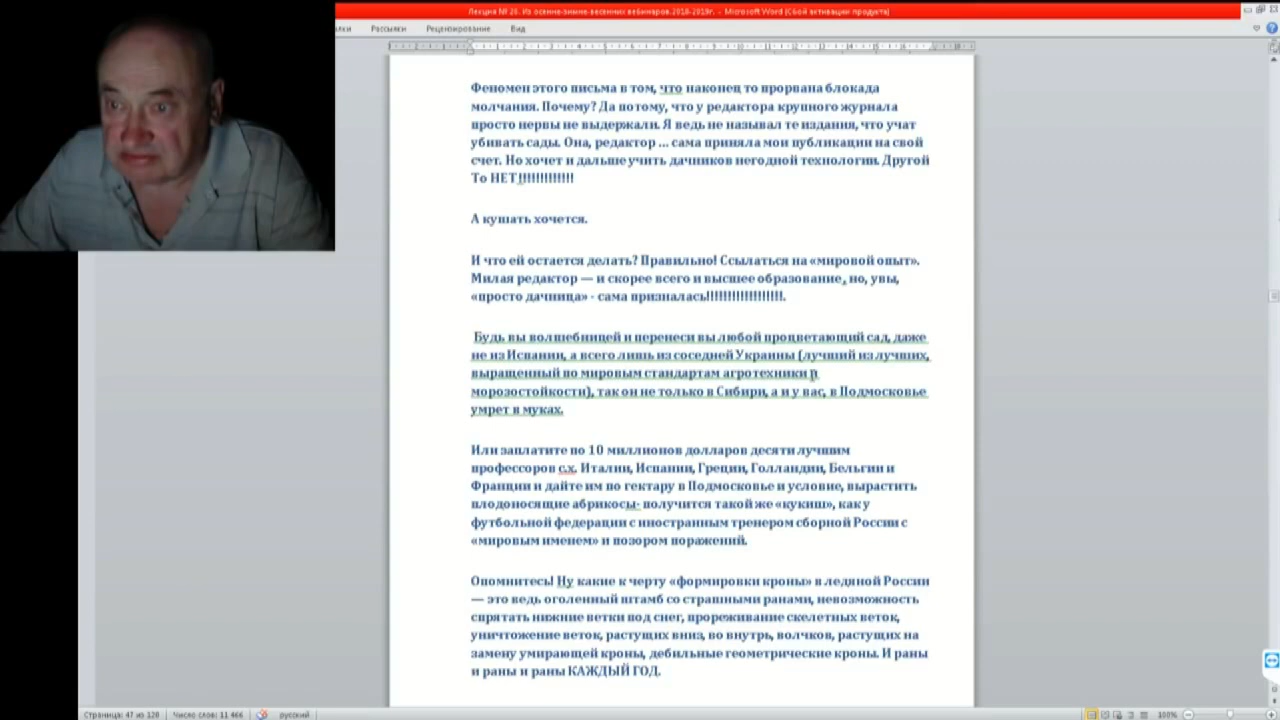 Лекция № 20. Из осенне-зимне-весенних вебинаров.2018-2019г. - Microsoft Word (Сбой активации продукта)
Рассылки Рецензирование Вид
Феномен этого письма в том, что наконец то прорвана блокада
молчания. Почему? Да потому, что у редактора крупного журнала
просто нервы не выдержали. Я ведь не называл те издания, что учат
убивать сады. Она, редактор ... сама приняла мои публикации на свой
счет. Но хочет и дальше учить дачников негодной технологии. Другой
То НЕТ!!!!!!!!!!!!!
А кушать хочется.
И что ей остается делать? Правильно! Ссылаться на «мировой опыт».
Милая редактор — и скорее всего и высшее образование, но, увы,
«просто дачница» - сама призналась!!!!!!!!!!!!!!!!!!.
Будь вы волшебницей и перенеси вы любой процветающий сад, даже
не из Испании, а всего лишь из соседней Украины (лучший из лучших,
выращенный по мировым стандартам агротехники и
морозостойкости), так он не только в Сибири, а и у вас, в Подмосковье
умрет в муках.
Или заплатите по 10 миллионов долларов десяти лучшим
профессоров с.х. Италии, Испании, Греции, Голландии, Бельгии и
Франции и дайте им по гектару в Подмосковье и условие, вырастить
плодоносящие абрикосы- получится такой же «кукиш», как у
футбольной федерации с иностранным тренером сборной России с
«мировым именем» и позором поражений.
Опомнитесь! Ну какие к черту «формировки кроны» в ледяной России
— это ведь оголенный штамб со страшными ранами, невозможность
спрятать нижние ветки под снег, прореживание скелетных веток,
уничтожение веток, растущих вниз, во внутрь, волчков, растущих на
замену умирающей кроны, дебильные геометрические кроны. И раны
и раны и раны КАЖДЫЙ ГОД.
Страница: 47 из 128 Число слов: 11 466 русский 100%